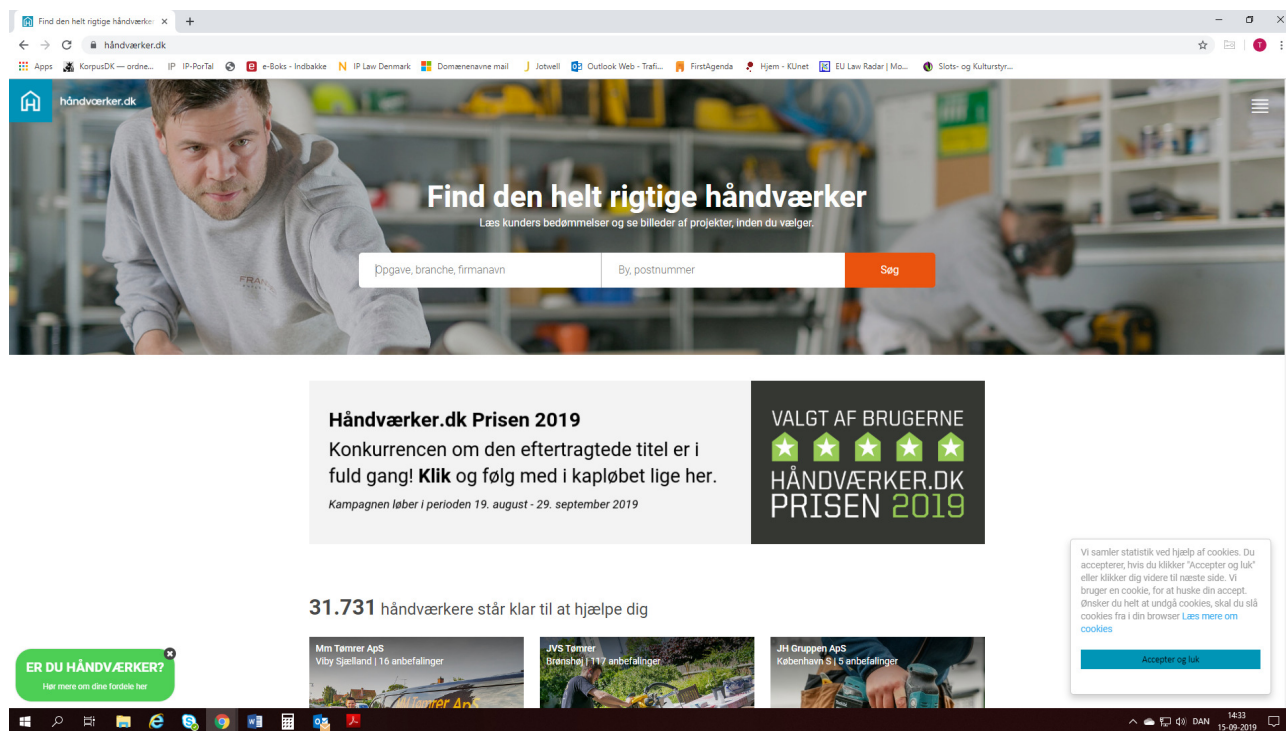 Find den helt rigtige håndværker
håndværker.dk
Apps KorpusDK — ordne... IP IP-PorTal e-Boks - Indbakke N IP Law Denmark Domænenavne mail J Jotwell Outlook Web - Trafi... FirstAgenda Hjem - KUnet EU Law Radar | Mo... Slots- og Kulturstyr...
håndværker.dk
Find den helt rigtige håndværker
Læs kunders bedømmelser og se billeder af projekter, inden du vælger.
Opgave, branche, firmanavn By, postnummer Søg
Håndværker.dk Prisen 2019
Konkurrencen om den eftertragtede titel er i
fuld gang! Klik og følg med i kapløbet lige her.
Kampagnen løber i perioden 19. august - 29. september 2019
VALGT AF BRUGERNE
HÅNDVÆRKER.DK
PRISEN 2019
31.731 håndværkere står klar til at hjælpe dig
Mm Tømrer ApS
Viby Sjælland | 16 anbefalinger
JVS Tømrer
Brønshøj | 117 anbefalinger
JH Gruppen ApS
København S | 5 anbefalinger
Vi samler statistik ved hjælp af cookies. Du
accepterer, hvis du klikker "Accepter og luk"
eller klikker dig videre til næste side. Vi
bruger en cookie, for at huske din accept.
Ønsker du helt at undgå cookies, skal du slå
cookies fra i din browser Læs mere om
cookies
Accepter og luk
ER DU HÅNDVÆRKER?
Hør mere om dine fordele her
DAN
14:33
15-09-2019